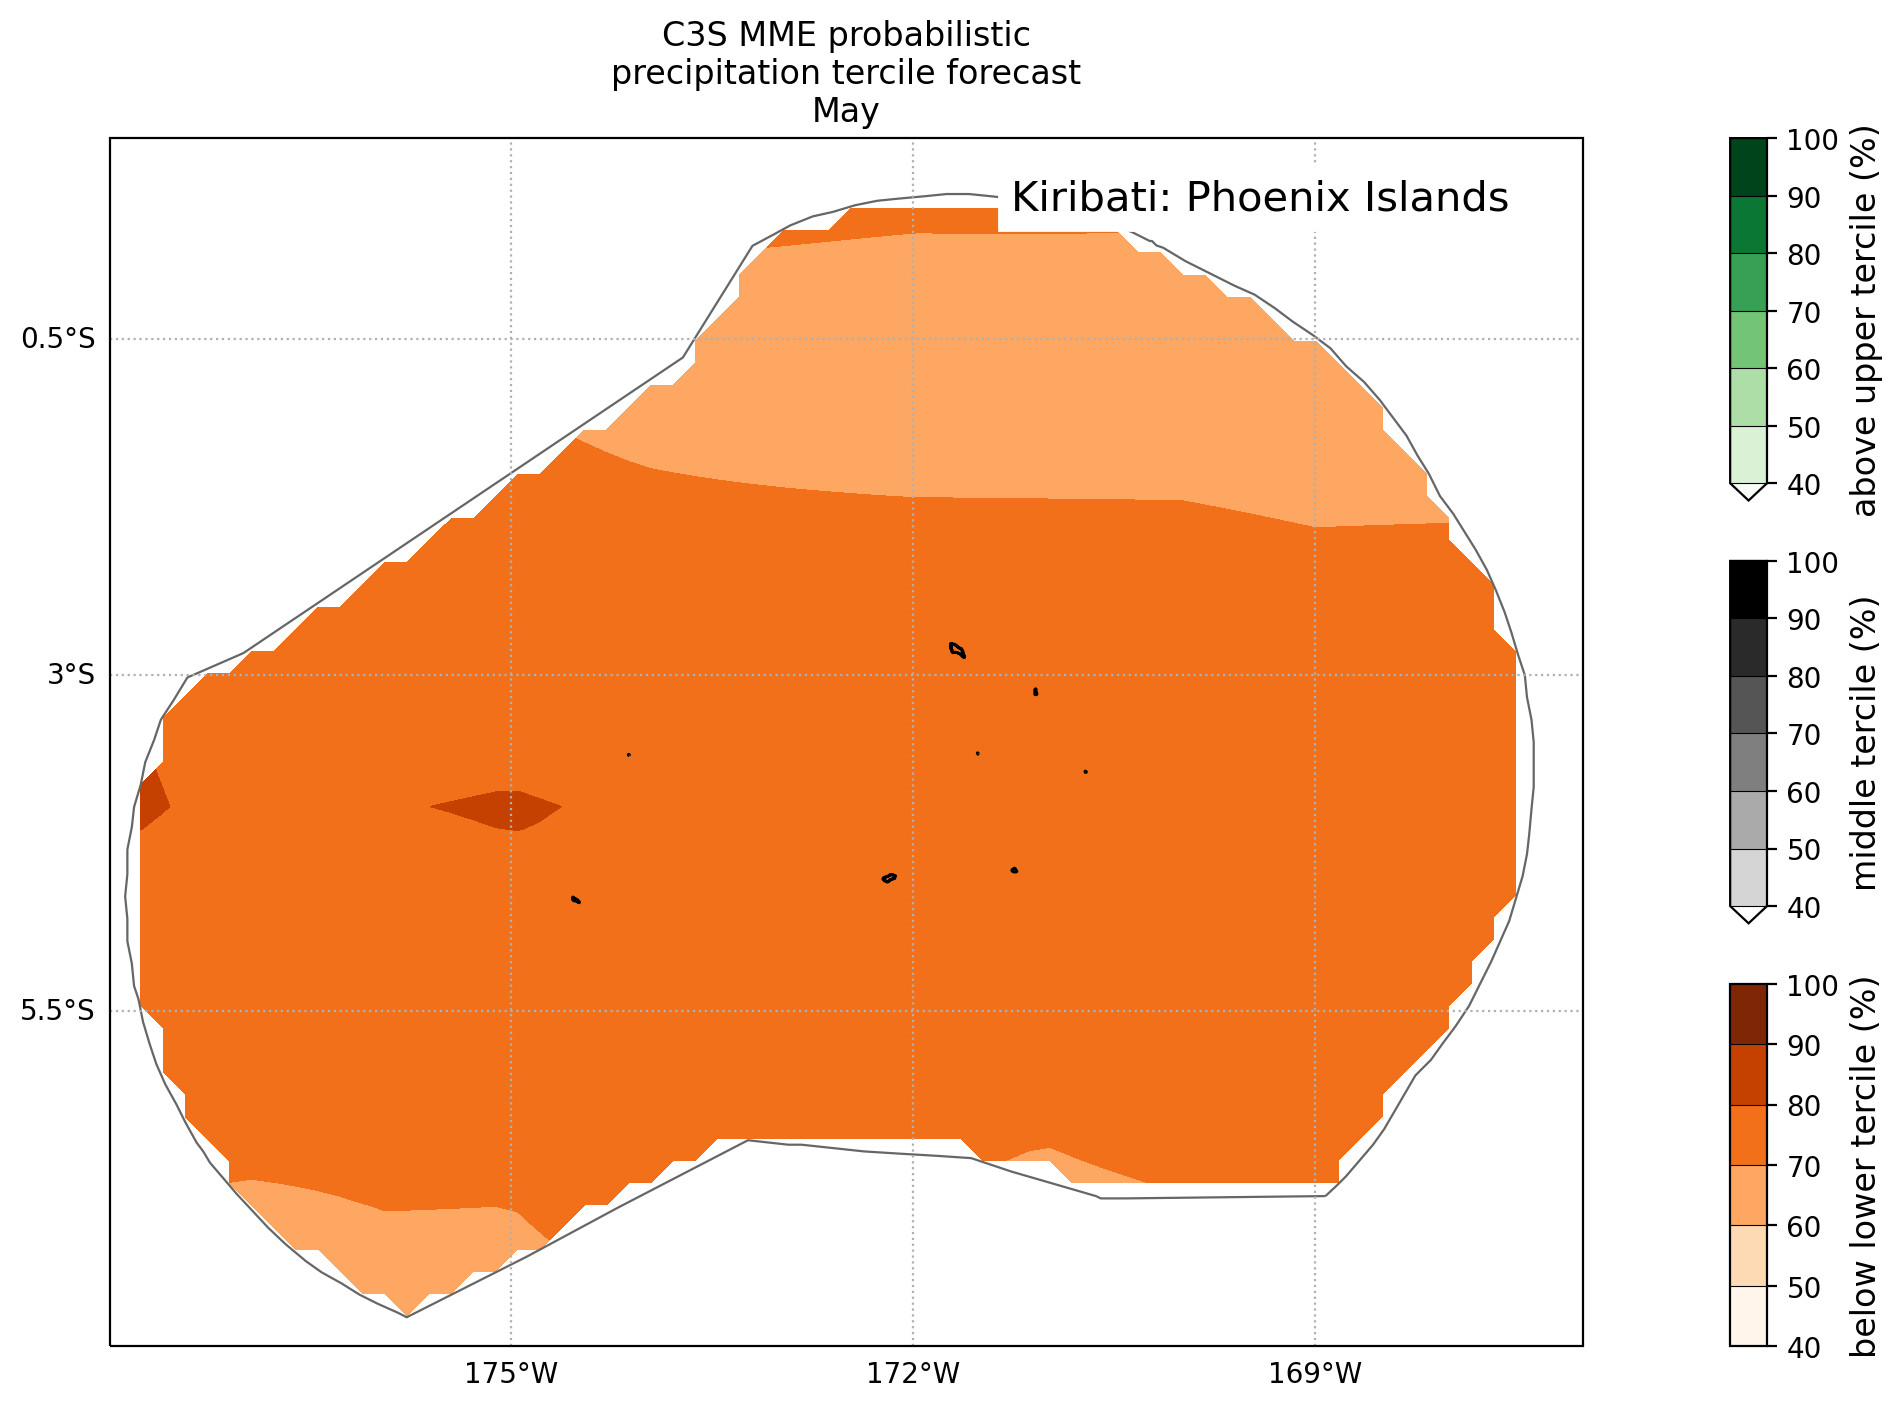 C3S MME probabilistic
precipitation tercile forecast
May
Kiribati: Phoenix Islands
0.5°S
3°S
5.5°S
175°W
172°W
169°W
100
90
80
70
60
50
40
above upper tercile (%)
100
90
80
70
60
50
40
middle tercile (%)
100
90
80
70
60
50
40
below lower tercile (%)